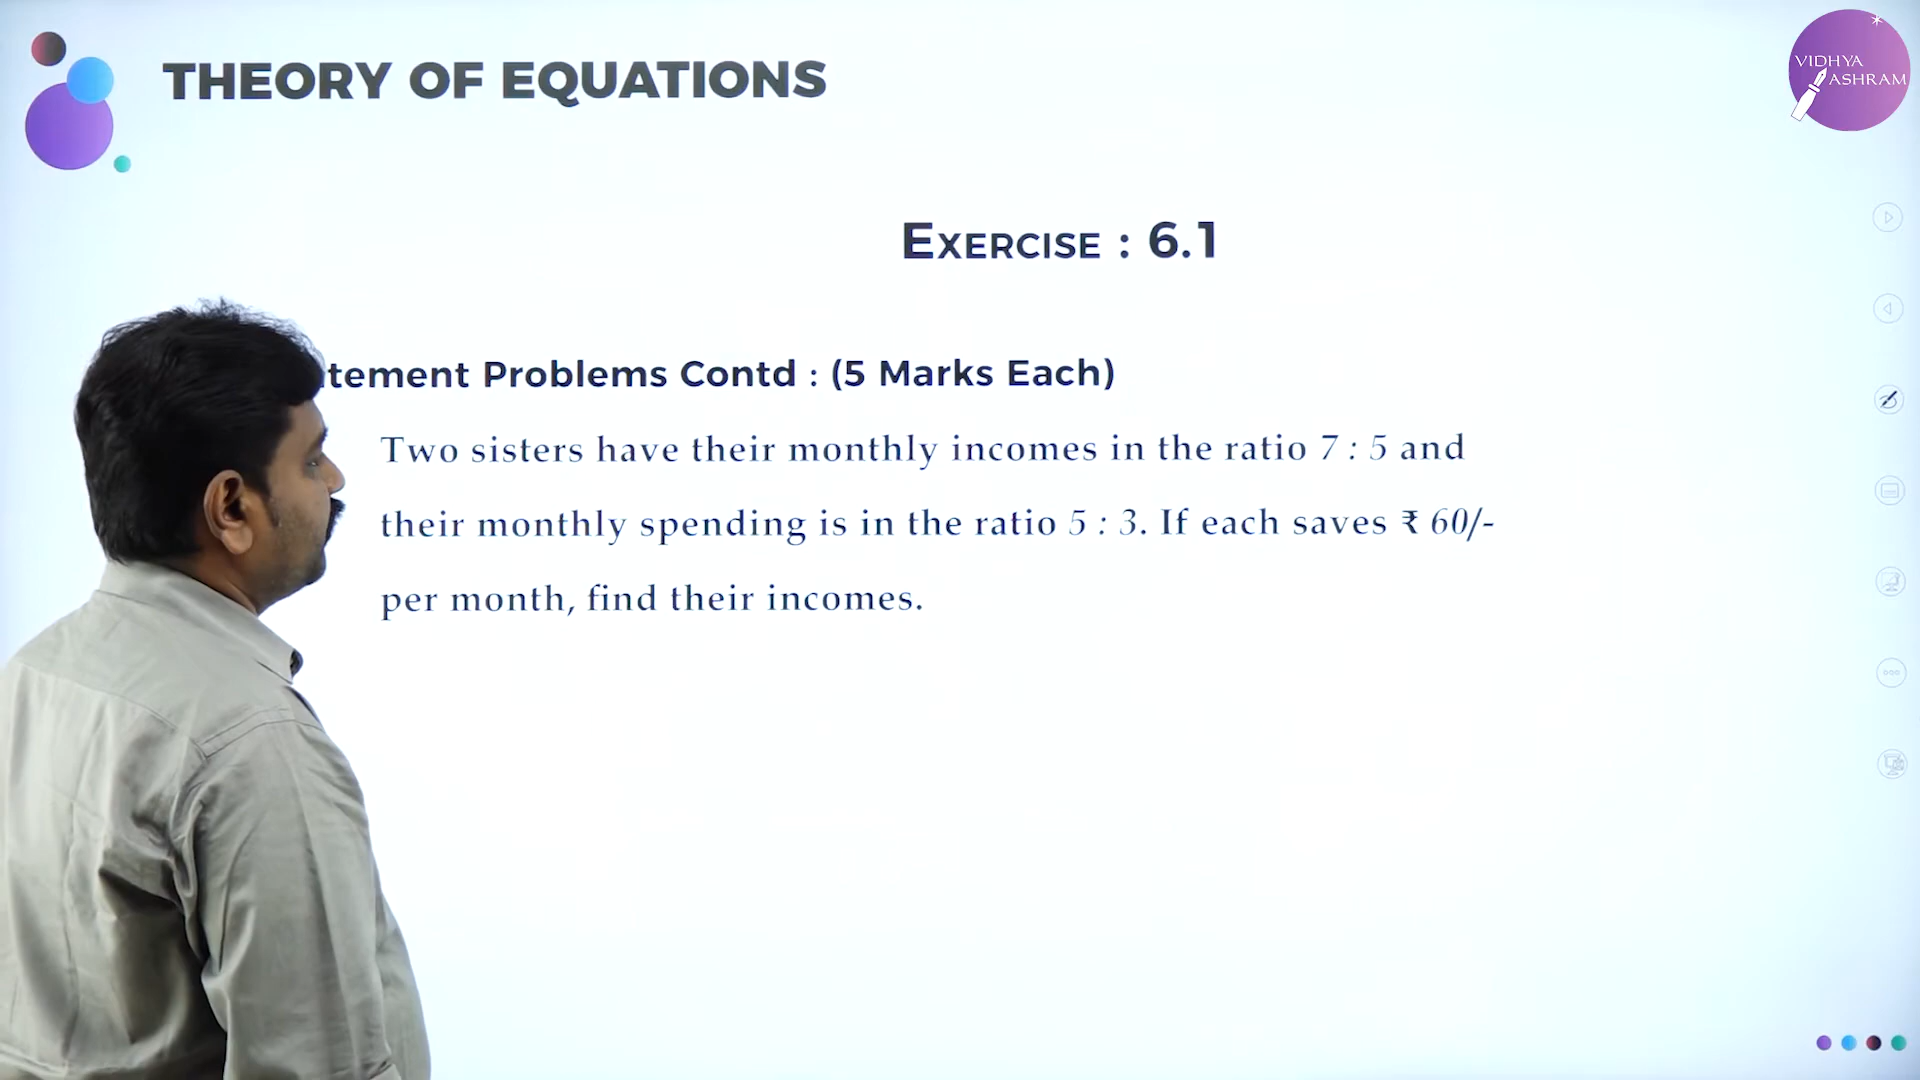 THEORY OF EQUATIONS
VIDHYA
ASHRAM
EXERCISE : 6.1
tement Problems Contd : (5 Marks Each)
Two sisters have their monthly incomes in the ratio 7 : 5 and
their monthly spending is in the ratio 5 : 3. If each saves ₹ 60/-
per month, find their incomes.